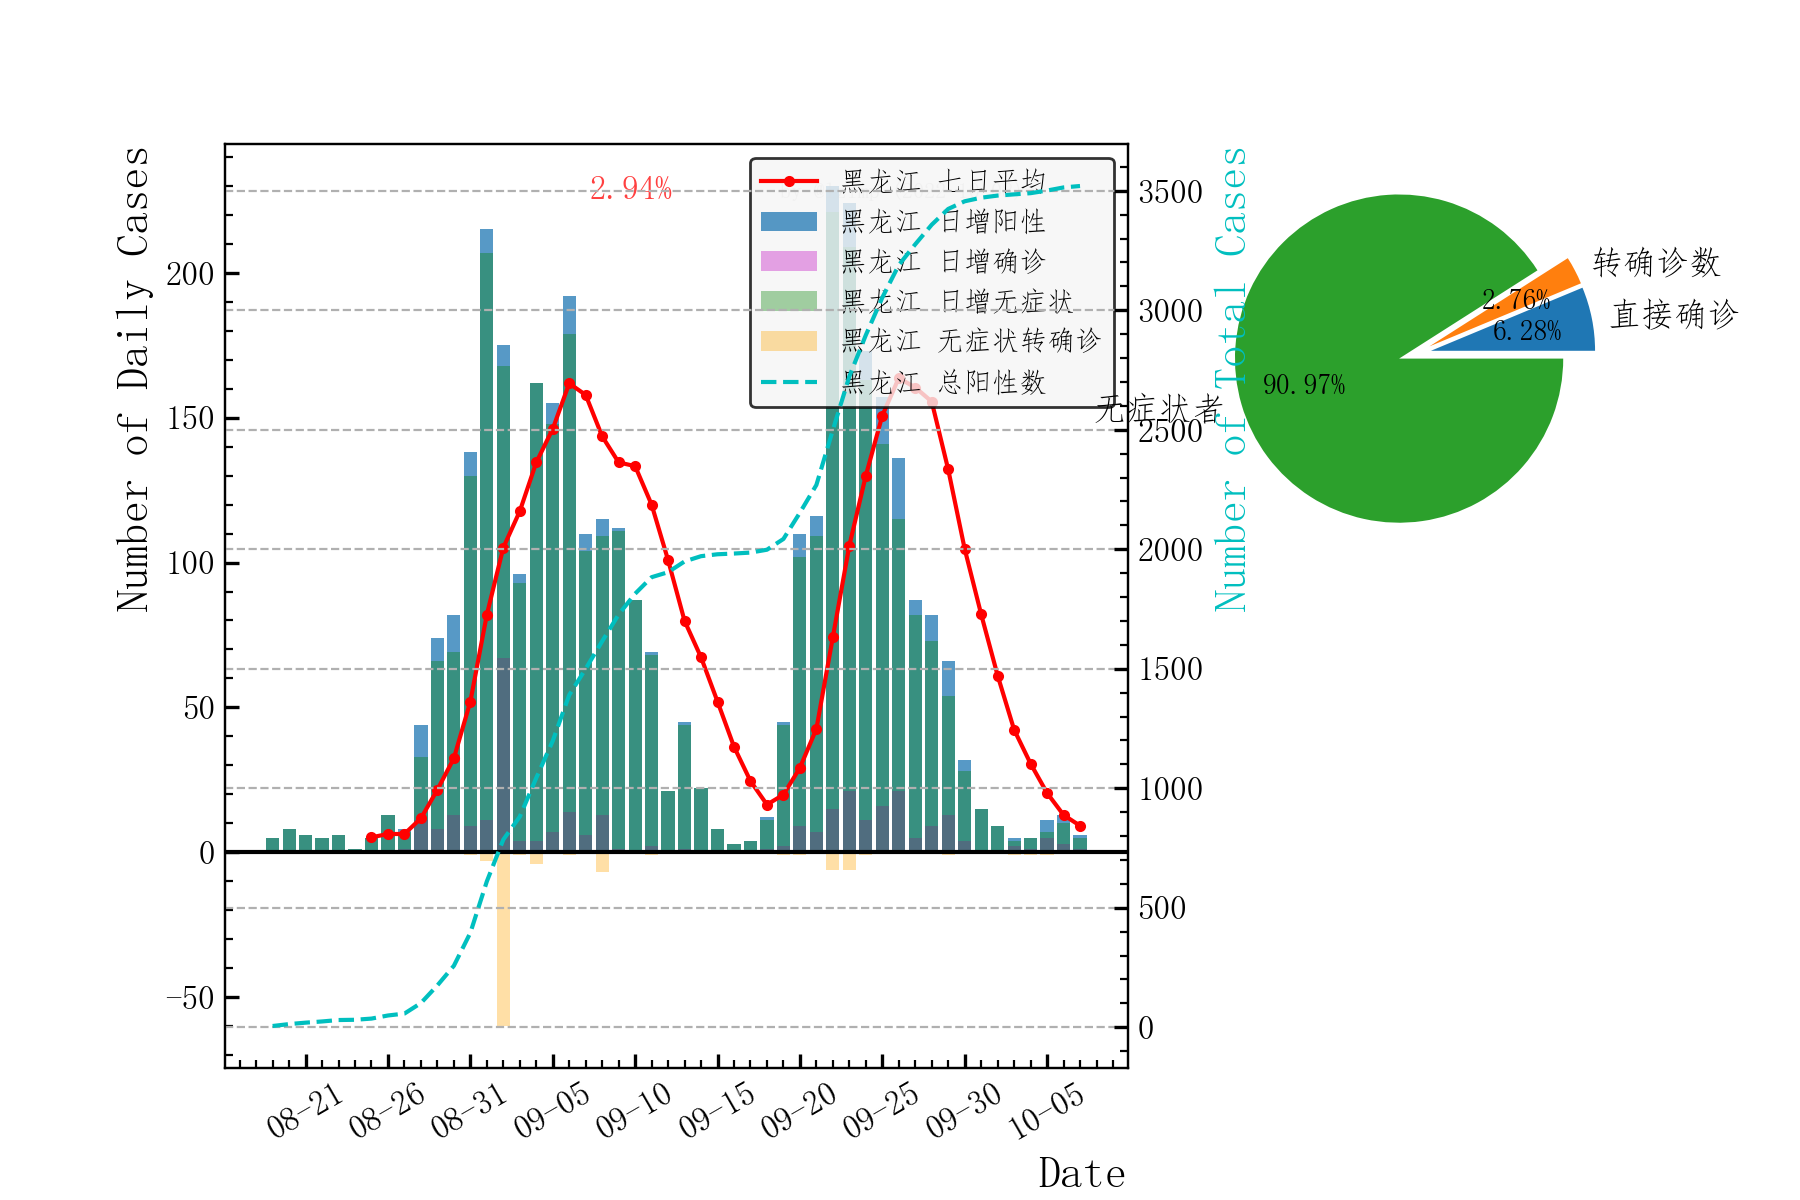 Number of Daily Cases
200
150
100
50
0
−50
2.94%
黑龙江 七日平均
黑龙江 日增阳性
黑龙江 日增确诊
黑龙江 日增无症状
黑龙江 无症状转确诊
黑龙江 总阳性数
3500
3000
2500
2000
1500
1000
500
0
Number of Total Cases
08-21
08-26
08-31
09-05
09-10
09-15
09-20
09-25
09-30
10-05
Date
转确诊数
2.76%
直接确诊
6.28%
90.97%
无症状者